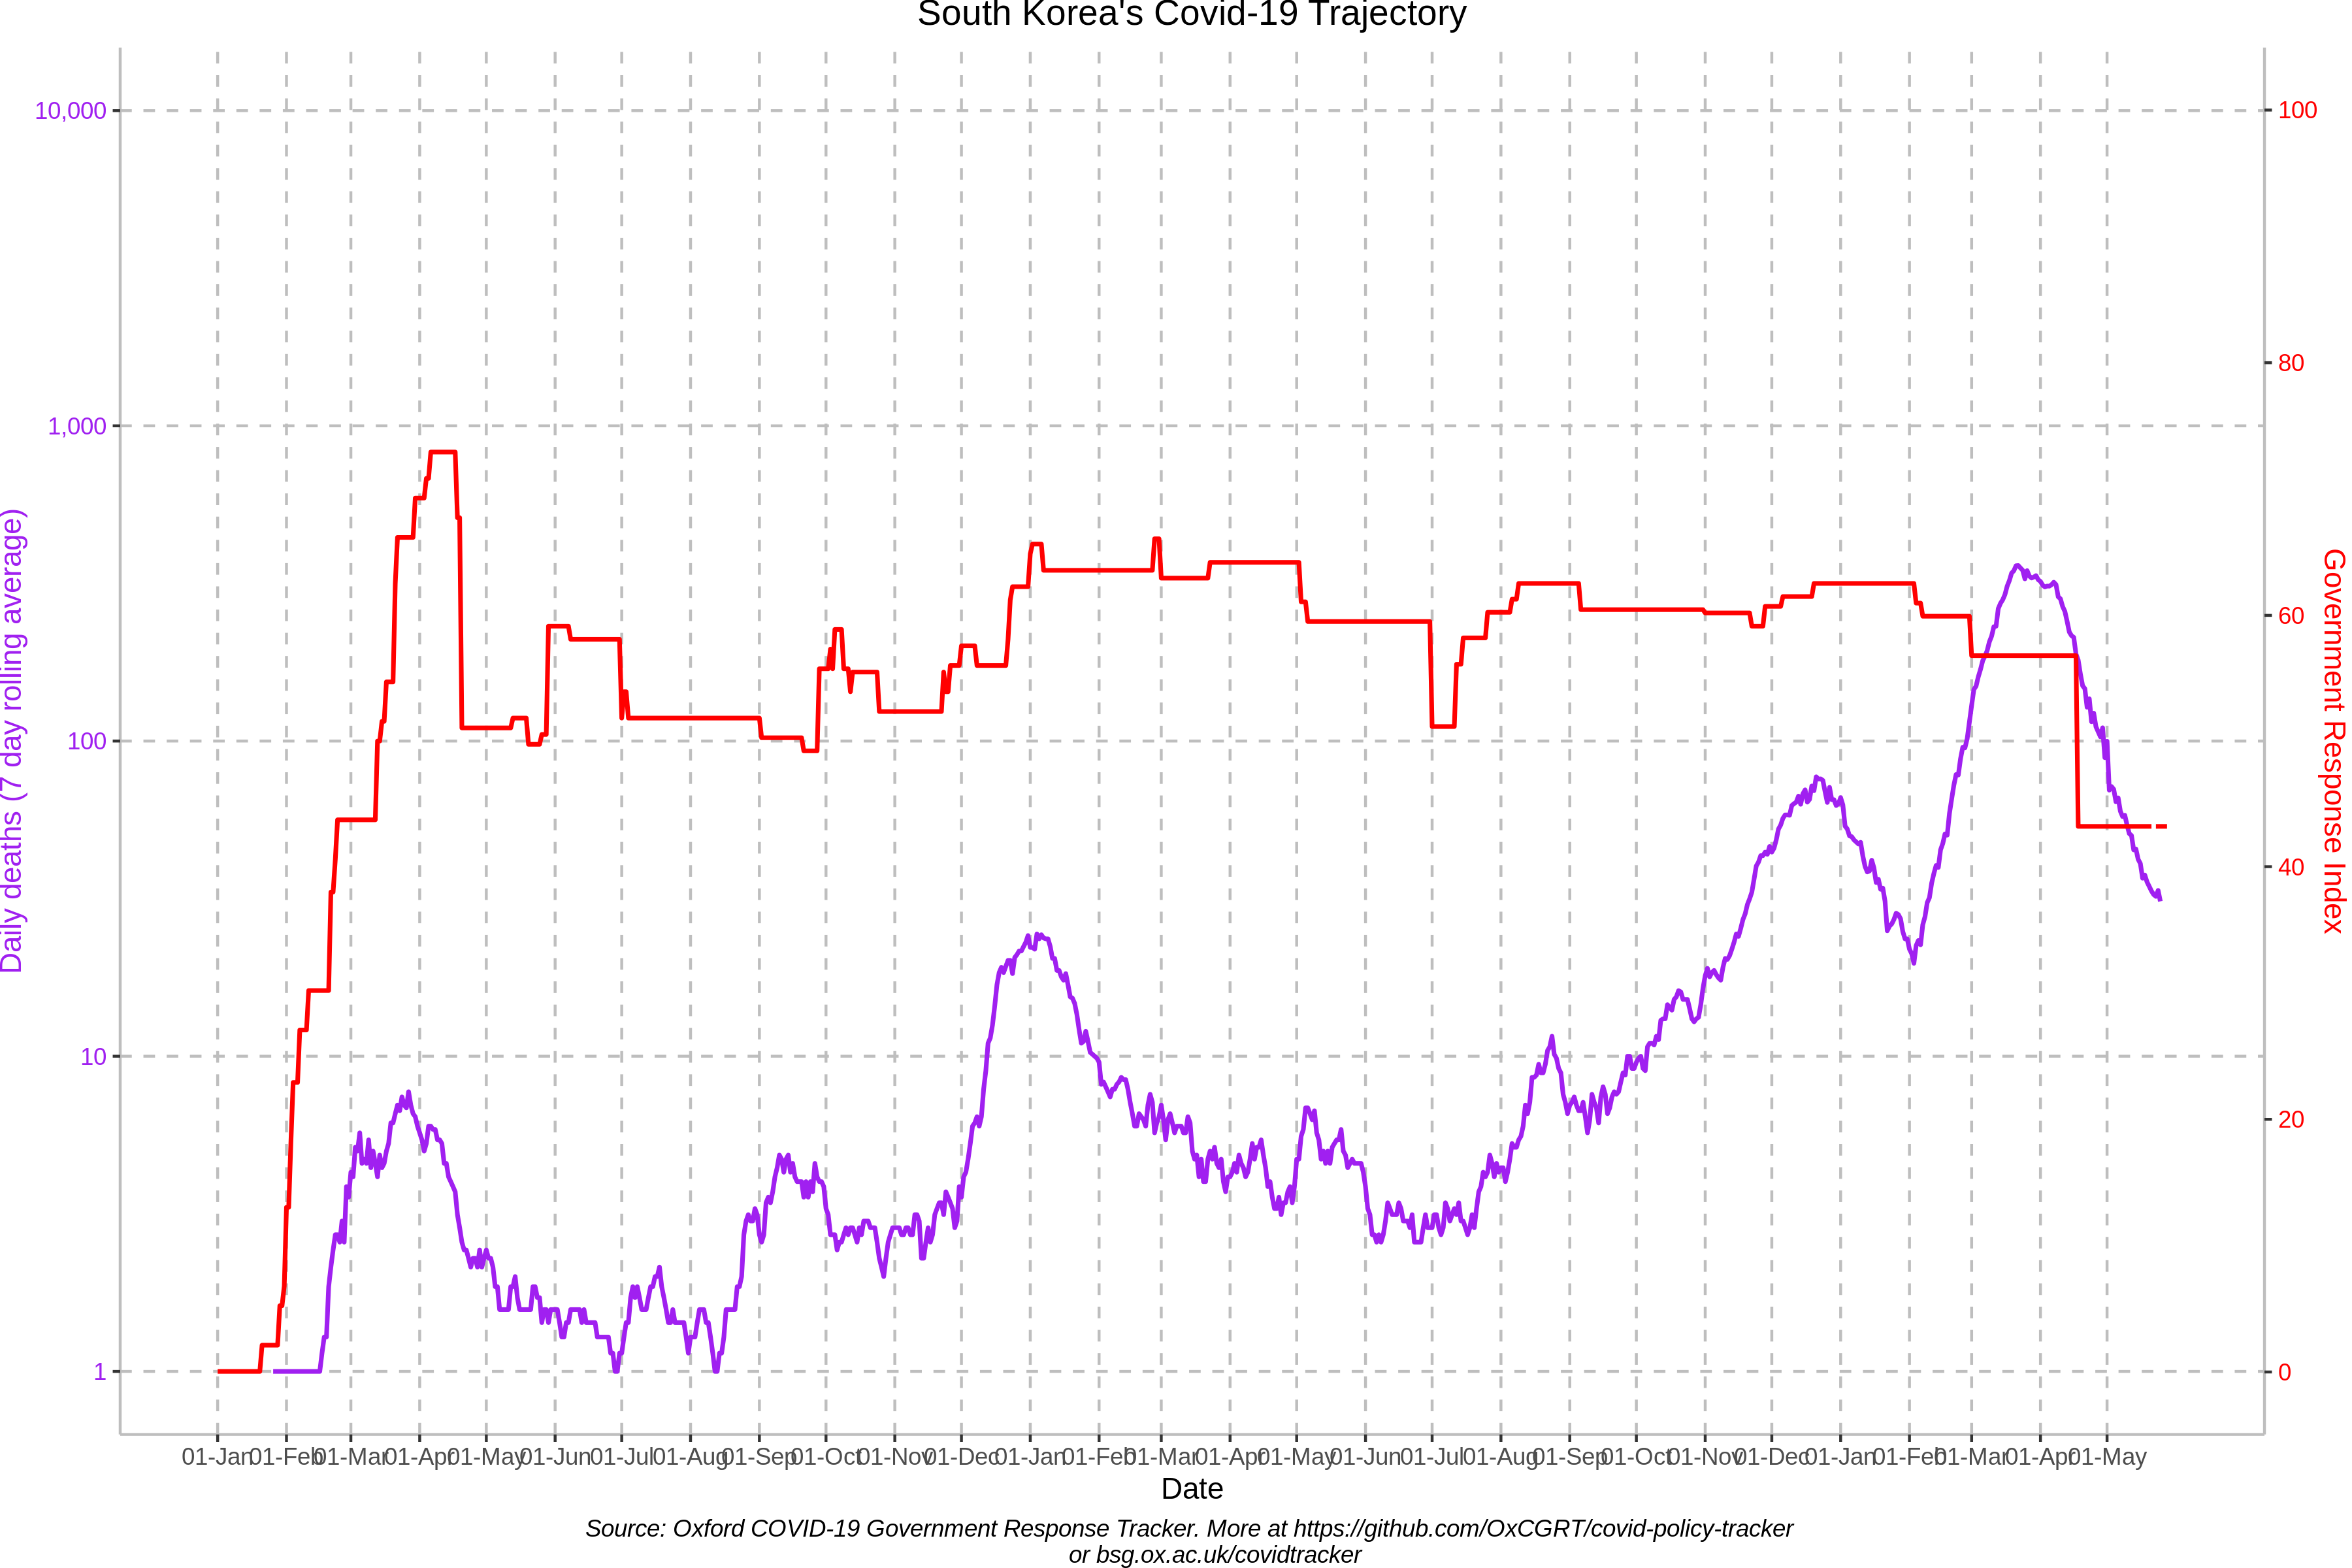 South Korea's Covid-19 Trajectory
10,000
1,000
100
10
1
Daily deaths (7 day rolling average)
100
80
60
40
20
0
Government Response Index
01-Jan 01-Feb 01-Mar 01-Apr 01-May 01-Jun 01-Jul 01-Aug 01-Sep 01-Oct 01-Nov 01-Dec 01-Jan 01-Feb 01-Mar 01-Apr 01-May 01-Jun 01-Jul 01-Aug 01-Sep 01-Oct 01-Nov 01-Dec 01-Jan 01-Feb 01-Mar 01-Apr 01-May
Date
Source: Oxford COVID-19 Government Response Tracker. More at https://github.com/OxCGRT/covid-policy-tracker
or bsg.ox.ac.uk/covidtracker